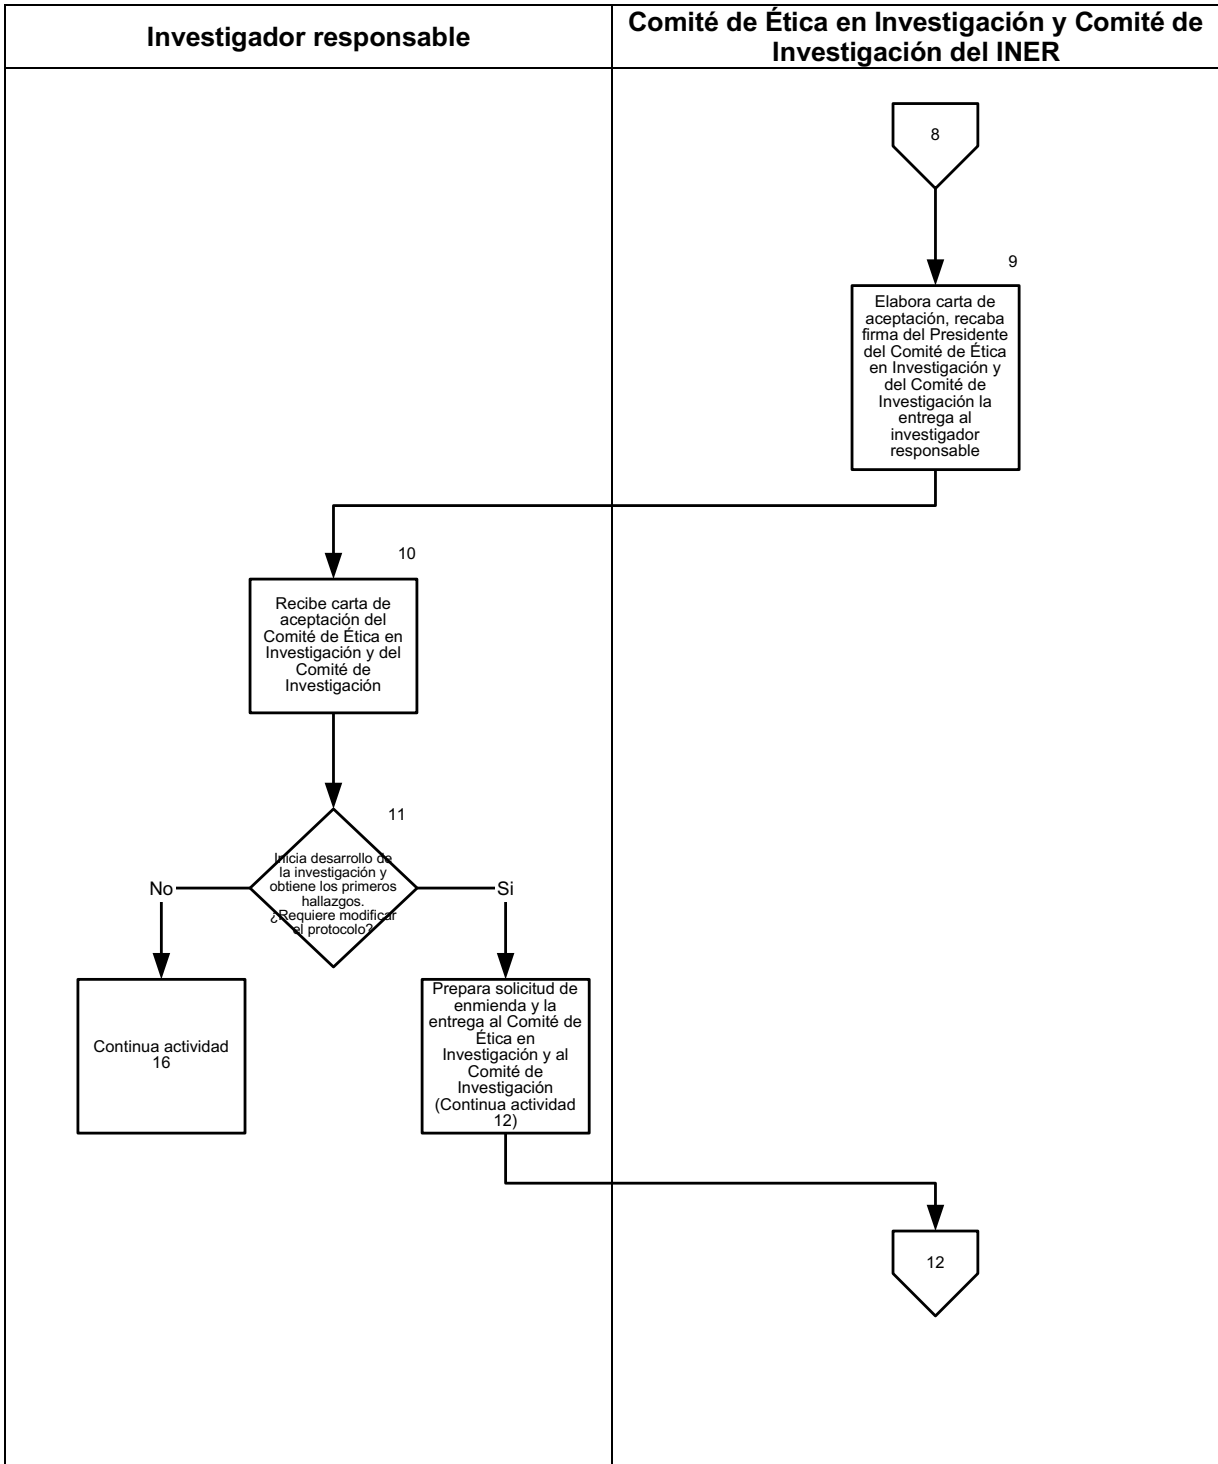 Investigador responsable
Comité de Ética en Investigación y Comité de
Investigación del INER
8
9
Elabora carta de
aceptación, recaba
firma del Presidente
del Comité de Ética
en Investigación y
del Comité de
Investigación la
entrega al
investigador
responsable
10
Recibe carta de
aceptación del
Comité de Ética en
Investigación y del
Comité de
Investigación
11
Inicia desarrollo de
la investigación y
obtiene los primeros
hallazgos.
¿Requiere modificar
el protocolo?
No
Si
Continua actividad
16
Prepara solicitud de
enmienda y la
entrega al Comité de
Ética en
Investigación y al
Comité de
Investigación
(Continua actividad
12)
12